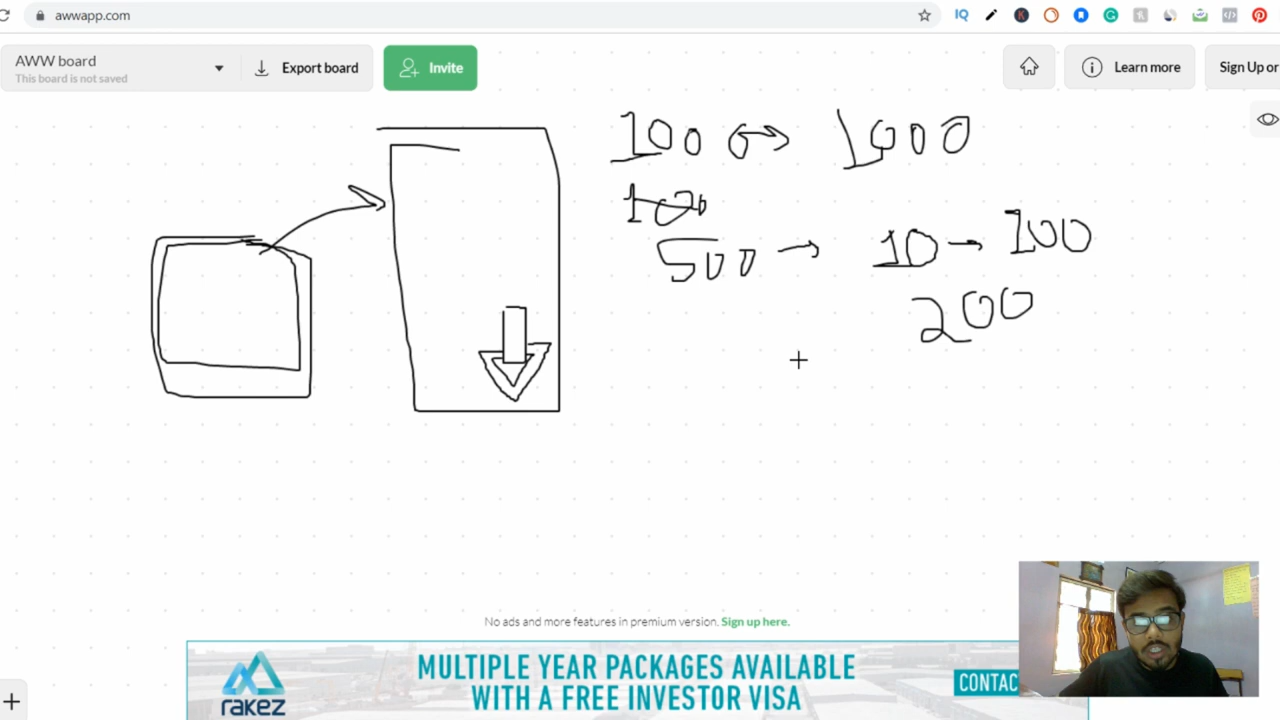 awwapp.com
IQ
AWW board
This board is not saved
Export board
Invite
Learn more
Sign Up or
100 ↔ 1000
100
500 → 10 → 100
200
No ads and more features in premium version. Sign up here.
rakez
MULTIPLE YEAR PACKAGES AVAILABLE
WITH A FREE INVESTOR VISA
CONTAC